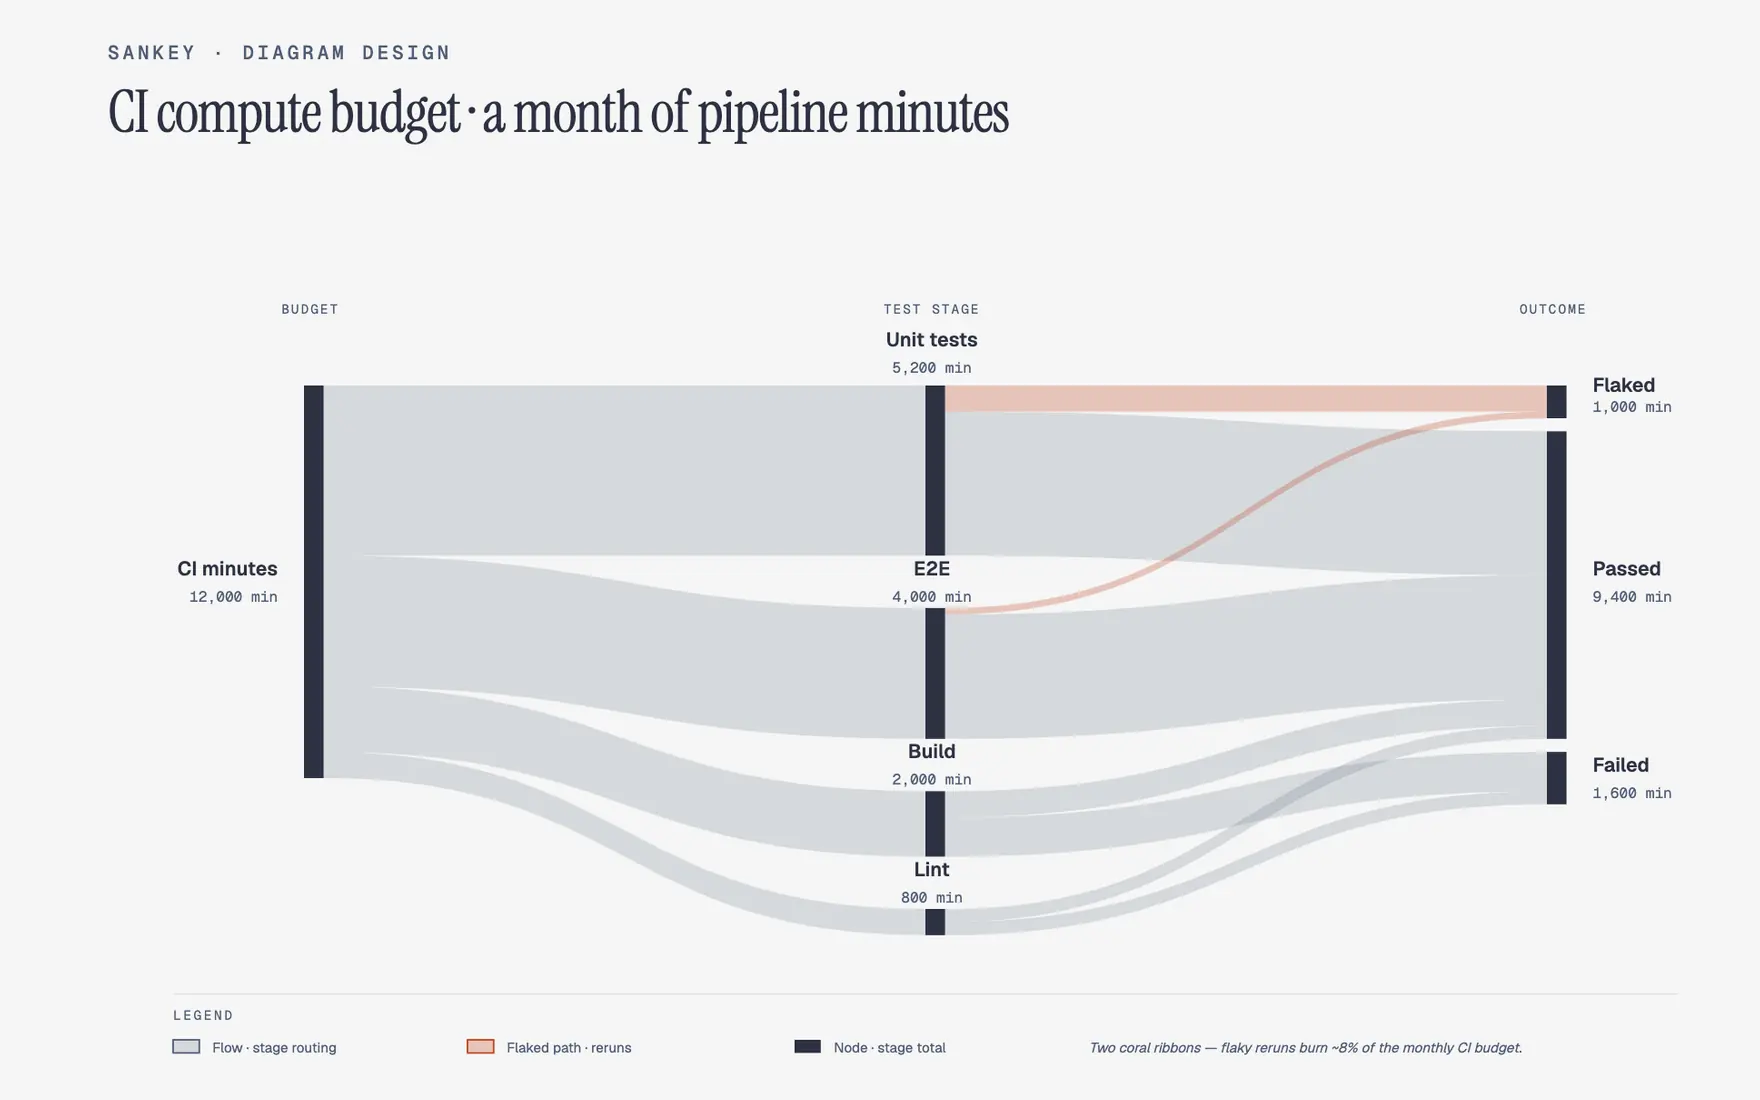 SANKEY · DIAGRAM DESIGN
CI compute budget · a month of pipeline minutes
BUDGET
TEST STAGE
OUTCOME
Unit tests
5,200 min
Flaked
1,000 min
CI minutes
12,000 min
E2E
4,000 min
Passed
9,400 min
Build
2,000 min
Failed
1,600 min
Lint
800 min
LEGEND
Flow · stage routing
Flaked path · reruns
Node · stage total
Two coral ribbons — flaky reruns burn ~8% of the monthly CI budget.